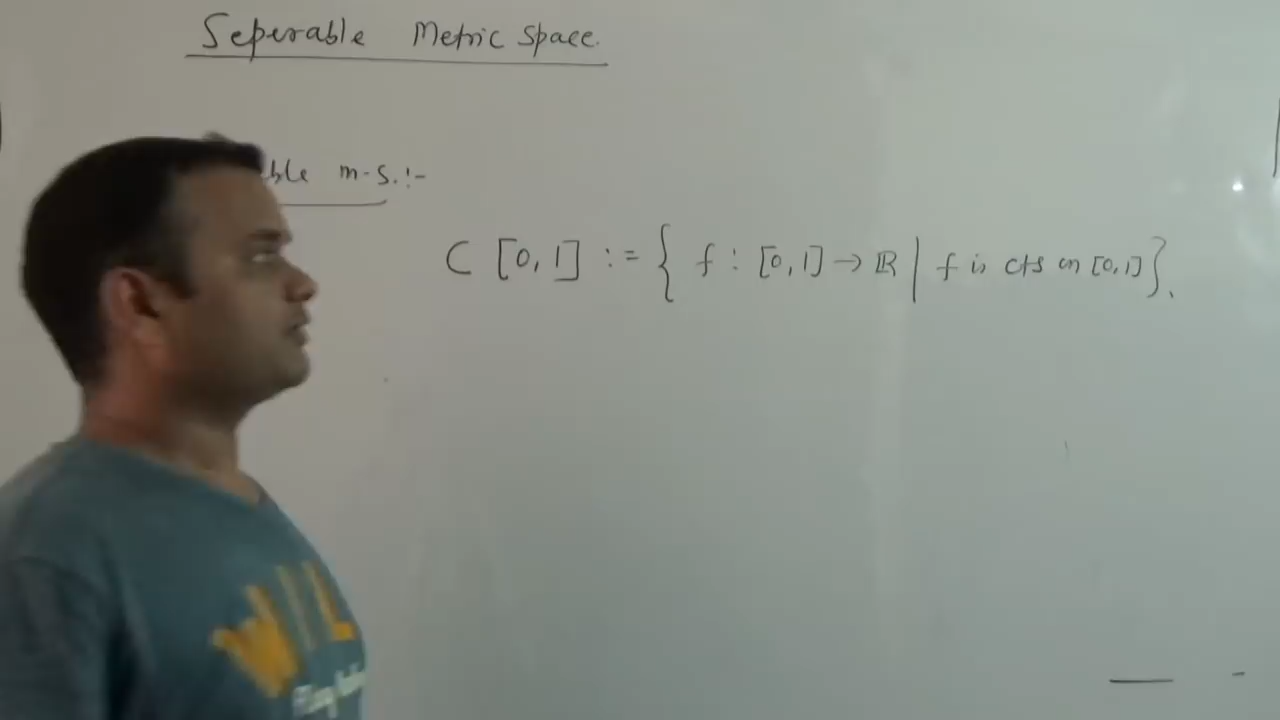 Seperable Metric Space.
ble m.s. :-
C [0, 1] := { f : [0, 1] → ℝ | f is cts on [0, 1] }.